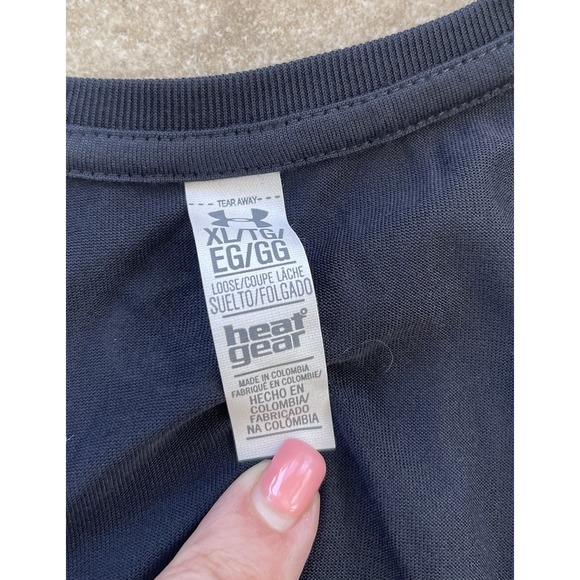 TEAR AWAY
XL/TG/
EG/GG
LOOSE/COUPE LÂCHE
SUELTO/FOLGADO
heat
gear
MADE IN COLOMBIA/
FABRIQUÉ EN COLOMBIE/
HECHO EN
COLOMBIA/
FABRICADO
NA COLÔMBIA